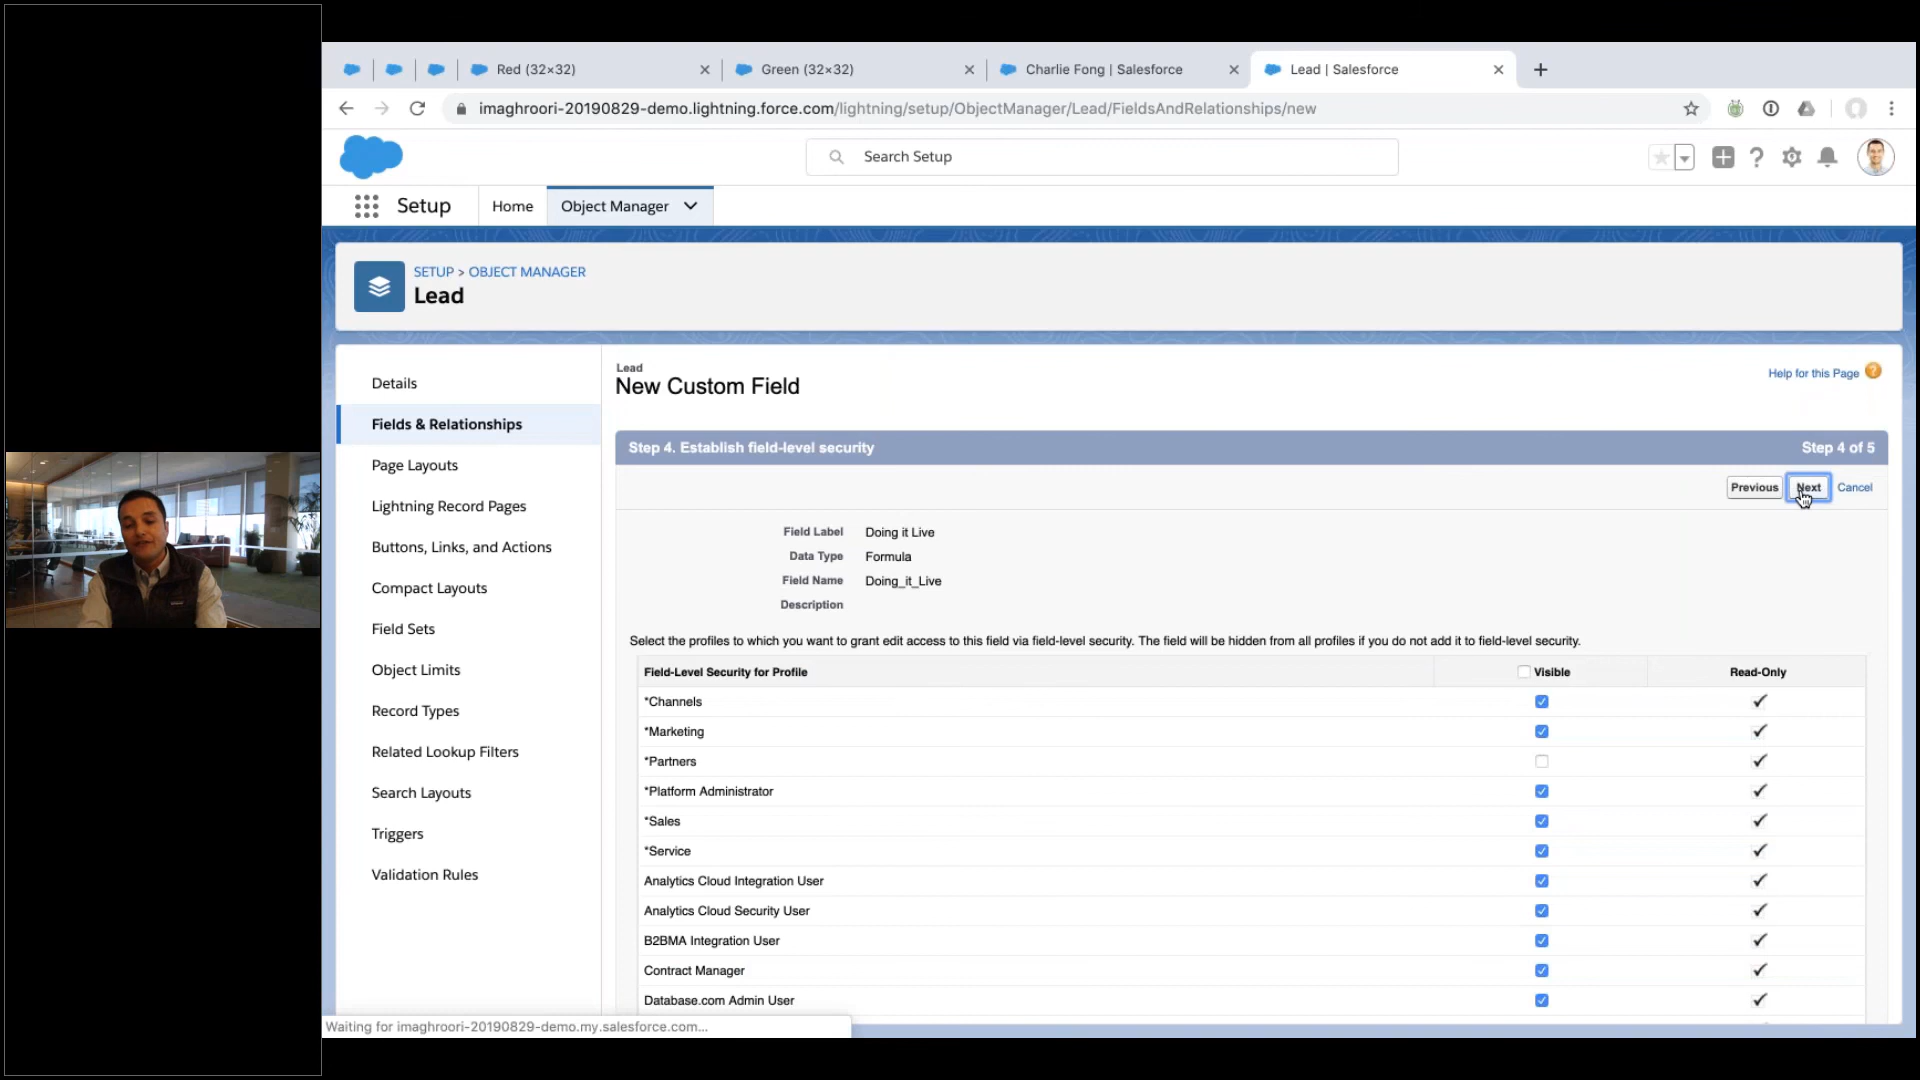 Red (32×32)
Green (32×32)
Charlie Fong | Salesforce
Lead | Salesforce
imaghroori-20190829-demo.lightning.force.com/lightning/setup/ObjectManager/Lead/FieldsAndRelationships/new
Search Setup
Setup
Home
Object Manager
SETUP > OBJECT MANAGER
Lead
Details
Fields & Relationships
Page Layouts
Lightning Record Pages
Buttons, Links, and Actions
Compact Layouts
Field Sets
Object Limits
Record Types
Related Lookup Filters
Search Layouts
Triggers
Validation Rules
Lead
New Custom Field
Help for this Page
Step 4. Establish field-level security
Step 4 of 5
Previous Next Cancel
Field Label Doing it Live
Data Type Formula
Field Name Doing_it_Live
Description
Select the profiles to which you want to grant edit access to this field via field-level security. The field will be hidden from all profiles if you do not add it to field-level security.
Field-Level Security for Profile Visible Read-Only
*Channels
*Marketing
*Partners
*Platform Administrator
*Sales
*Service
Analytics Cloud Integration User
Analytics Cloud Security User
B2BMA Integration User
Contract Manager
Database.com Admin User
Waiting for imaghroori-20190829-demo.my.salesforce.com...